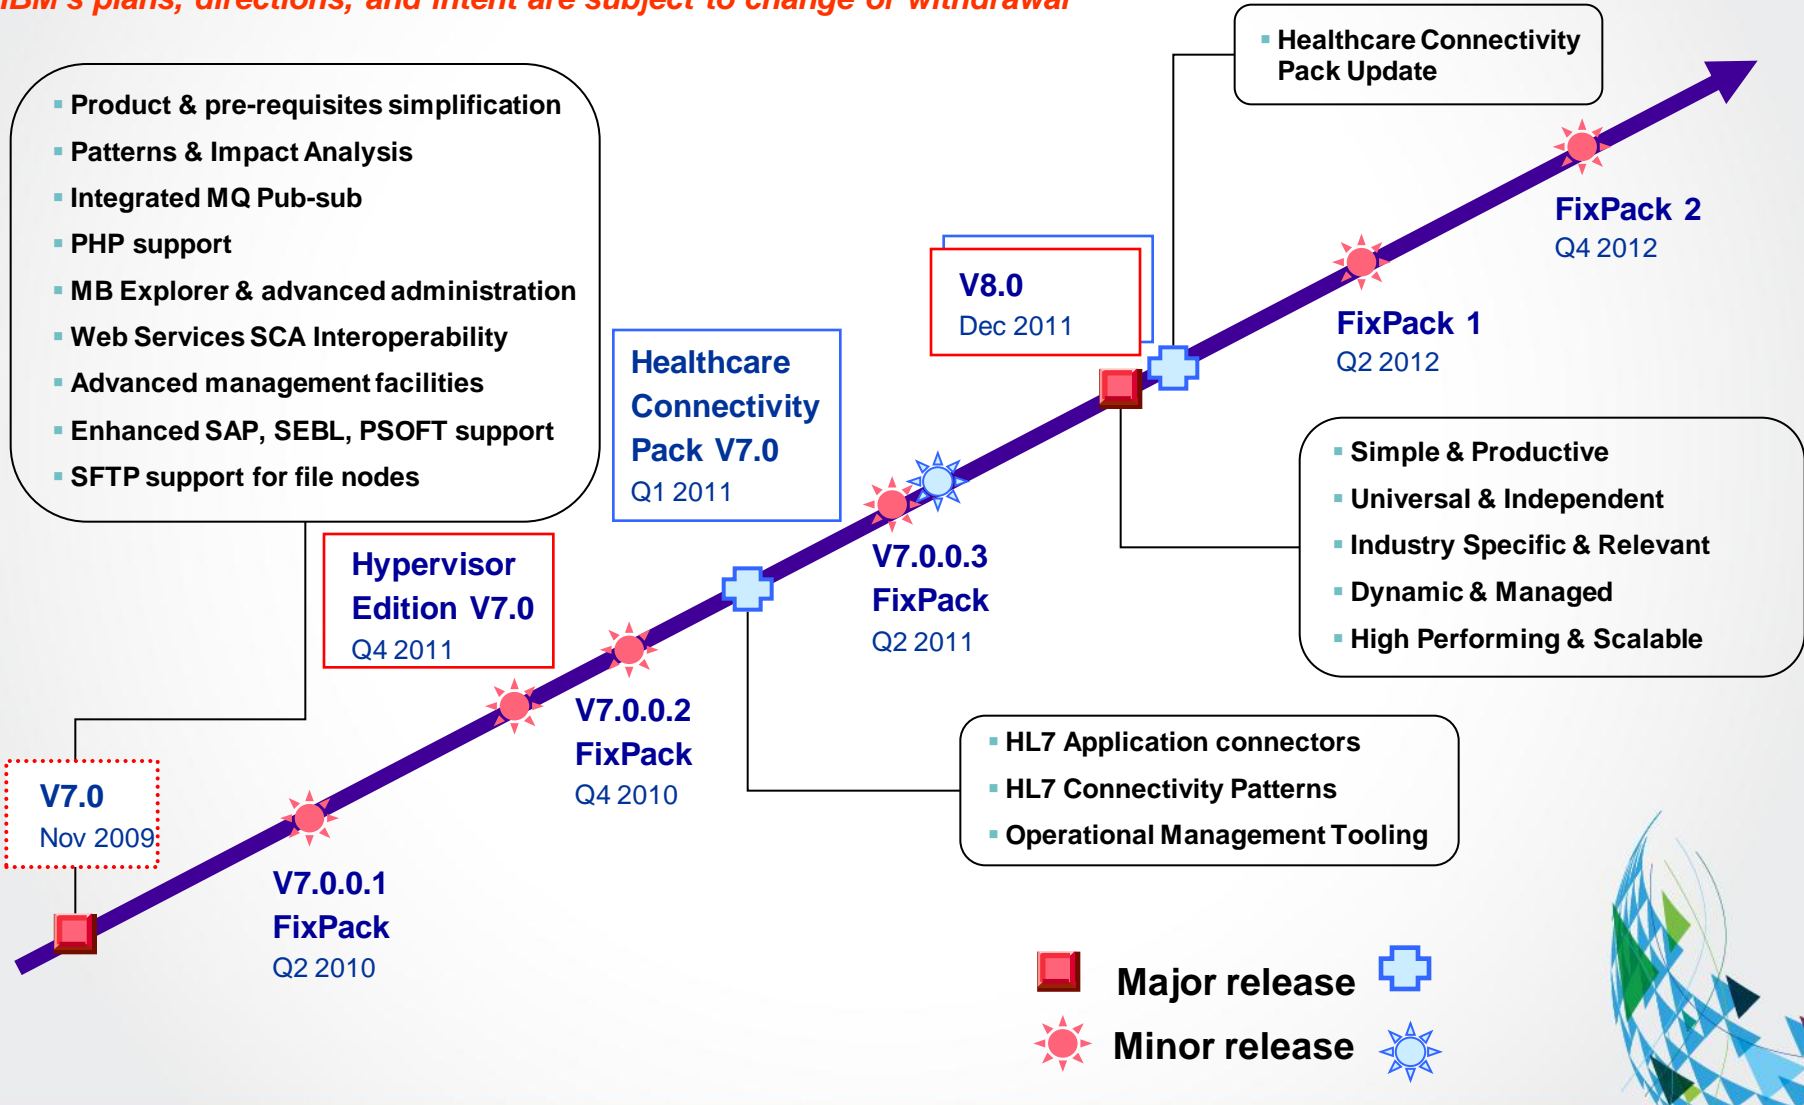 IBM's plans, directions, and intent are subject to change or withdrawal
Healthcare Connectivity
Pack Update
Product & pre-requisites simplification
Patterns & Impact Analysis
Integrated MQ Pub-sub
PHP support
MB Explorer & advanced administration
Web Services SCA Interoperability
Advanced management facilities
Enhanced SAP, SEBL, PSOFT support
SFTP support for file nodes
FixPack 2
Q4 2012
V8.0
Dec 2011
FixPack 1
Q2 2012
Healthcare
Connectivity
Pack V7.0
Q1 2011
Simple & Productive
Universal & Independent
Industry Specific & Relevant
Dynamic & Managed
High Performing & Scalable
Hypervisor
Edition V7.0
Q4 2011
V7.0.0.3
FixPack
Q2 2011
V7.0.0.2
FixPack
Q4 2010
HL7 Application connectors
HL7 Connectivity Patterns
Operational Management Tooling
V7.0
Nov 2009
V7.0.0.1
FixPack
Q2 2010
Major release
Minor release